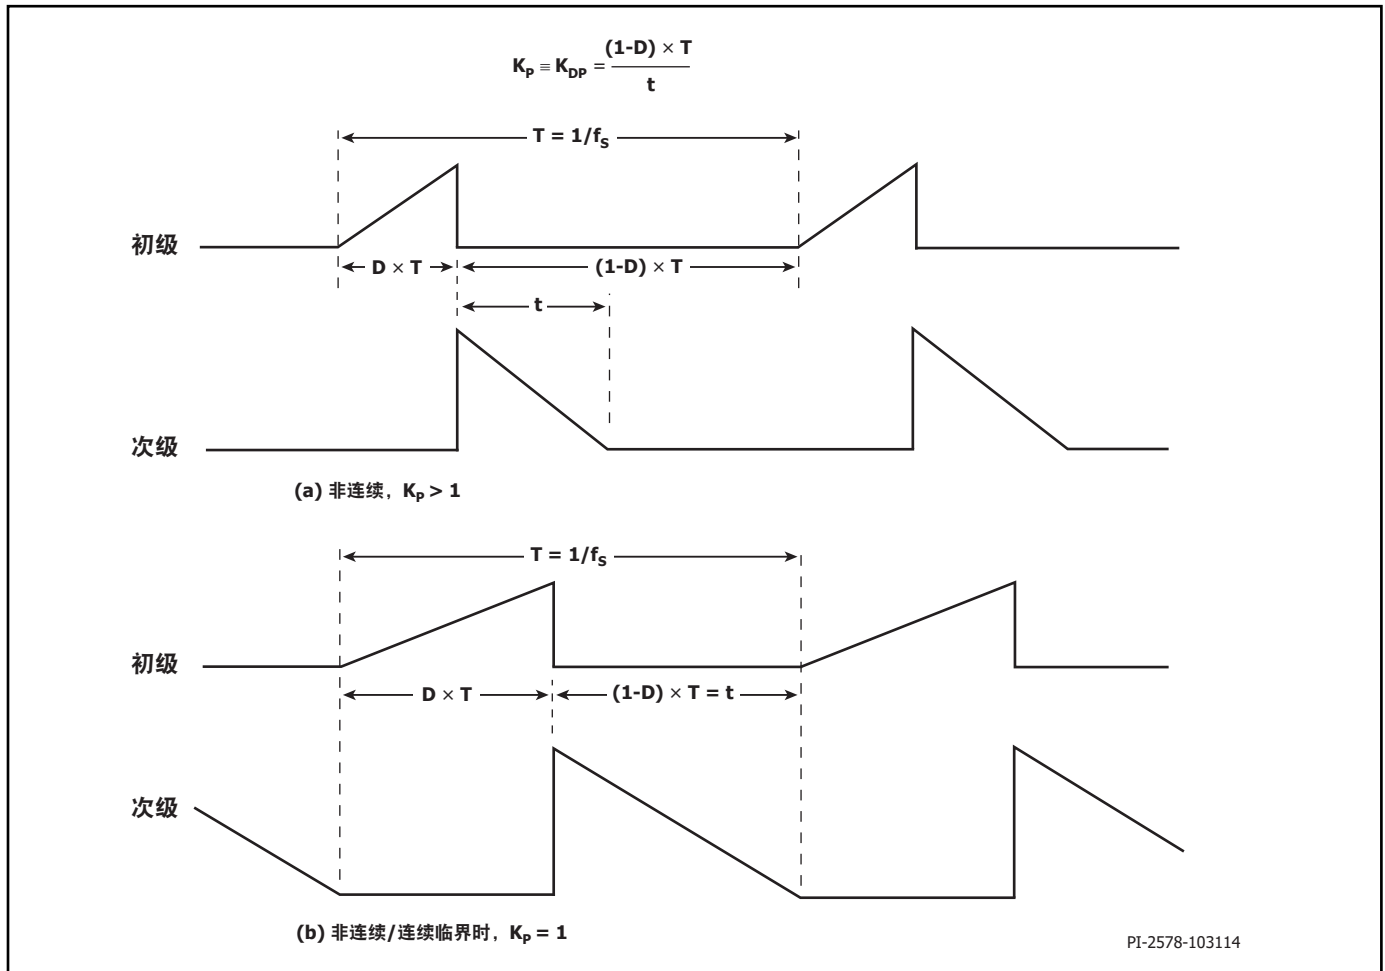 K_P ≡ K_DP = (1-D) × T / t
T = 1/f_S
初级
D × T
(1-D) × T
t
次级
(a) 非连续，K_P > 1
T = 1/f_S
初级
D × T
(1-D) × T = t
次级
(b) 非连续/连续临界时，K_P = 1
PI-2578-103114